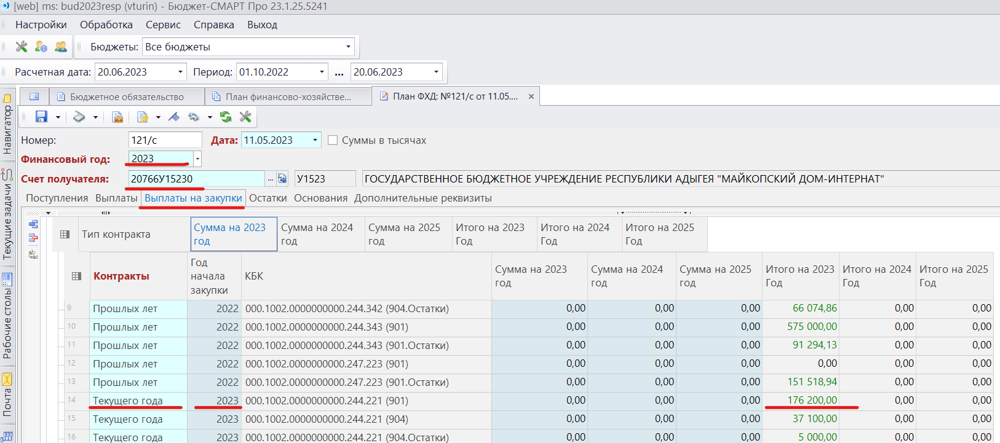 [web] ms: bud2023resp (vturin) - Бюджет-СМАРТ Про 23.1.25.5241
Настройки Обработка Сервис Справка Выход
Бюджеты: Все бюджеты
Расчетная дата: 20.06.2023 Период: 01.10.2022 ... 20.06.2023
Бюджетное обязательство План финансово-хозяйстве... План ФХД: №121/с от 11.05....
Навигатор
Текущие задачи
Рабочие столы
Почта
Номер: 121/с Дата: 11.05.2023 Суммы в тысячах
Финансовый год: 2023
Счет получателя: 20766У15230 ... У1523 ГОСУДАРСТВЕННОЕ БЮДЖЕТНОЕ УЧРЕЖДЕНИЕ РЕСПУБЛИКИ АДЫГЕЯ "МАЙКОПСКИЙ ДОМ-ИНТЕРНАТ"
Поступления Выплаты Выплаты на закупки Остатки Основания Дополнительные реквизиты
Тип контракта Сумма на 2023 год Сумма на 2024 год Сумма на 2025 год Итого на 2023 Год Итого на 2024 Год Итого на 2025 Год
Контракты Год начала закупки КБК Сумма на 2023 год Сумма на 2024 год Сумма на 2025 год Итого на 2023 Год Итого на 2024 Год Итого на 2025 Год
9 Прошлых лет 2022 000.1002.0000000000.244.342 (904.Остатки) 0,00 0,00 0,00 66 074,86 0,00 0,00
10 Прошлых лет 2022 000.1002.0000000000.244.343 (901) 0,00 0,00 0,00 575 000,00 0,00 0,00
11 Прошлых лет 2022 000.1002.0000000000.244.343 (901.Остатки) 0,00 0,00 0,00 91 294,13 0,00 0,00
12 Прошлых лет 2022 000.1002.0000000000.247.223 (901) 0,00 0,00 0,00 0,00 0,00 0,00
13 Прошлых лет 2022 000.1002.0000000000.247.223 (901.Остатки) 0,00 0,00 0,00 151 518,94 0,00 0,00
14 Текущего года 2023 000.1002.0000000000.244.221 (901) 0,00 0,00 0,00 176 200,00 0,00 0,00
15 Текущего года 2023 000.1002.0000000000.244.221 (904) 0,00 0,00 0,00 37 100,00 0,00 0,00
16 Текущего года 2023 000.1002.0000000000.244.221 (904.Остатки) 0,00 0,00 0,00 5 000,00 0,00 0,00